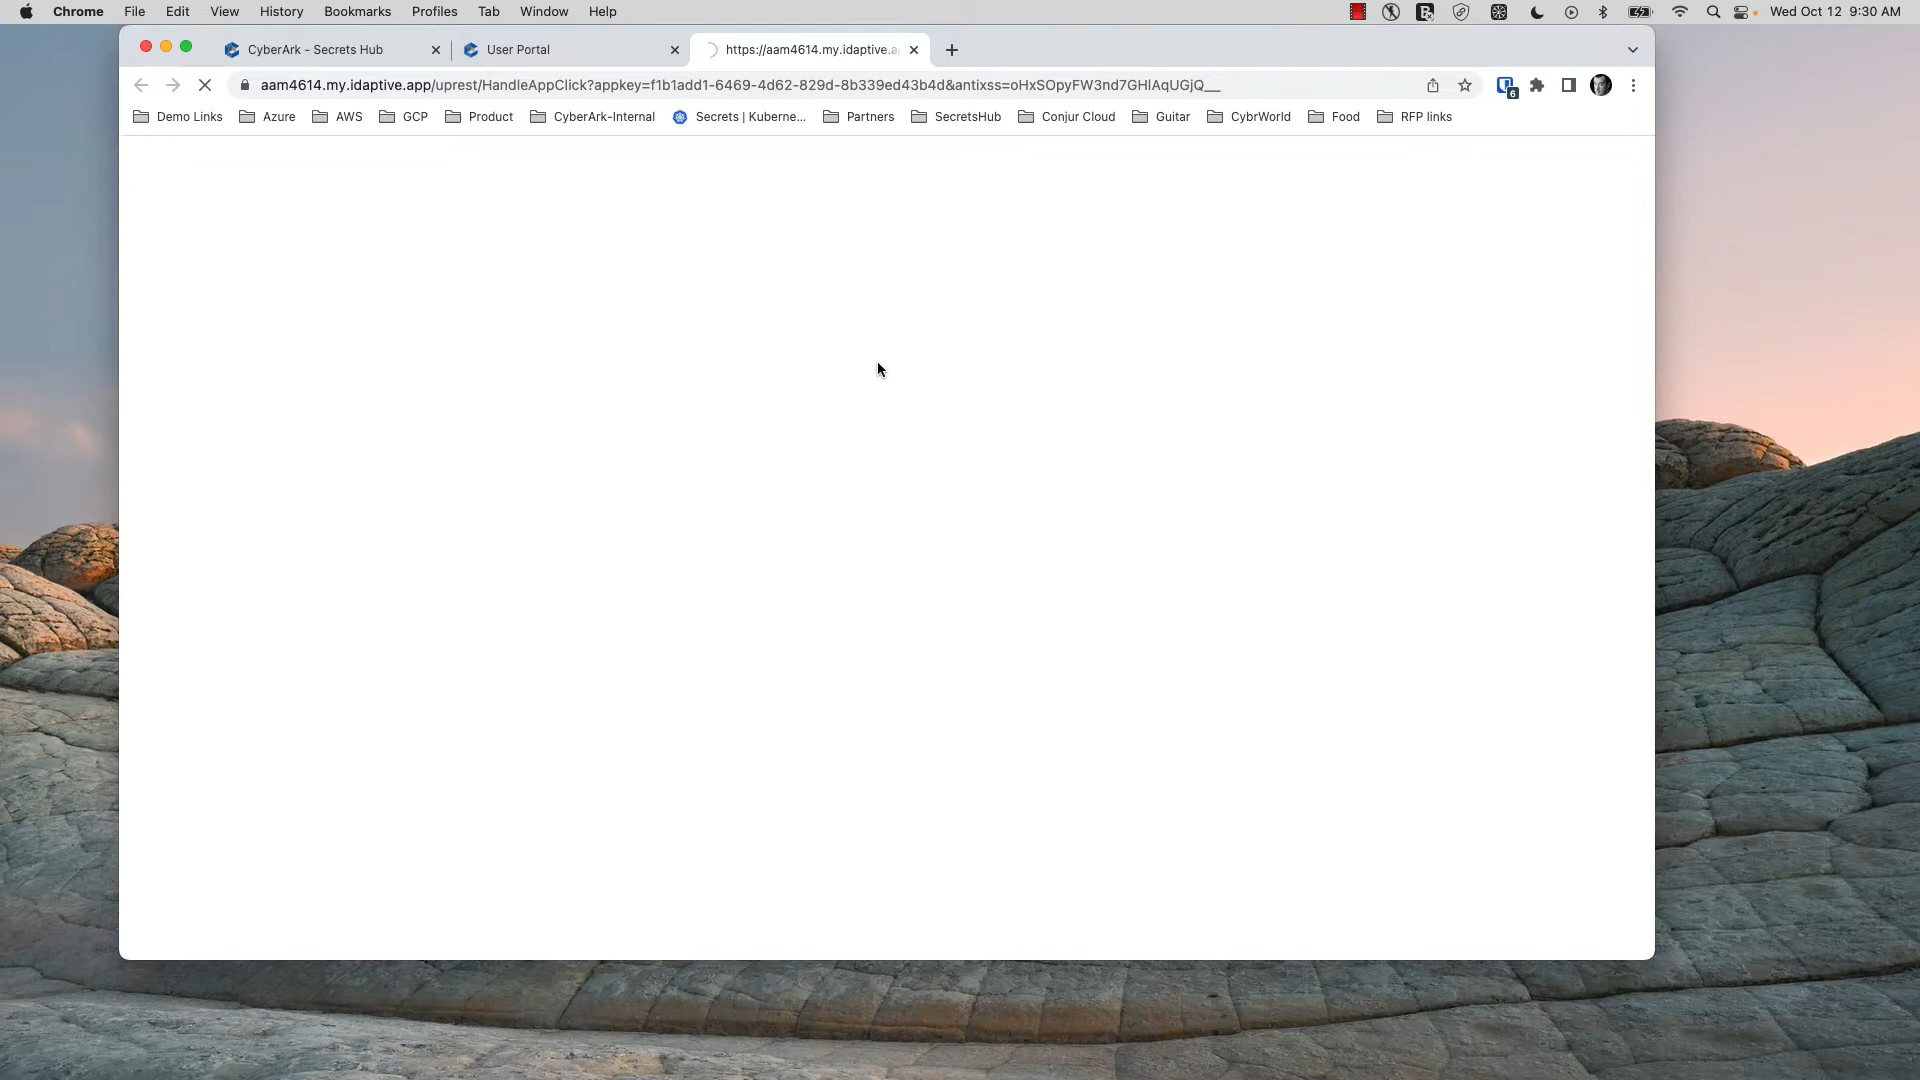 Chrome File Edit View History Bookmarks Profiles Tab Window Help Wed Oct 12 9:30 AM
CyberArk - Secrets Hub User Portal https://aam4614.my.idaptive.a
aam4614.my.idaptive.app/uprest/HandleAppClick?appkey=f1b1add1-6469-4d62-829d-8b339ed43b4d&antixss=oHxSOpyFW3nd7GHlAqUGjQ__ 6
Demo Links Azure AWS GCP Product CyberArk-Internal Secrets | Kuberne... Partners SecretsHub Conjur Cloud Guitar CybrWorld Food RFP links